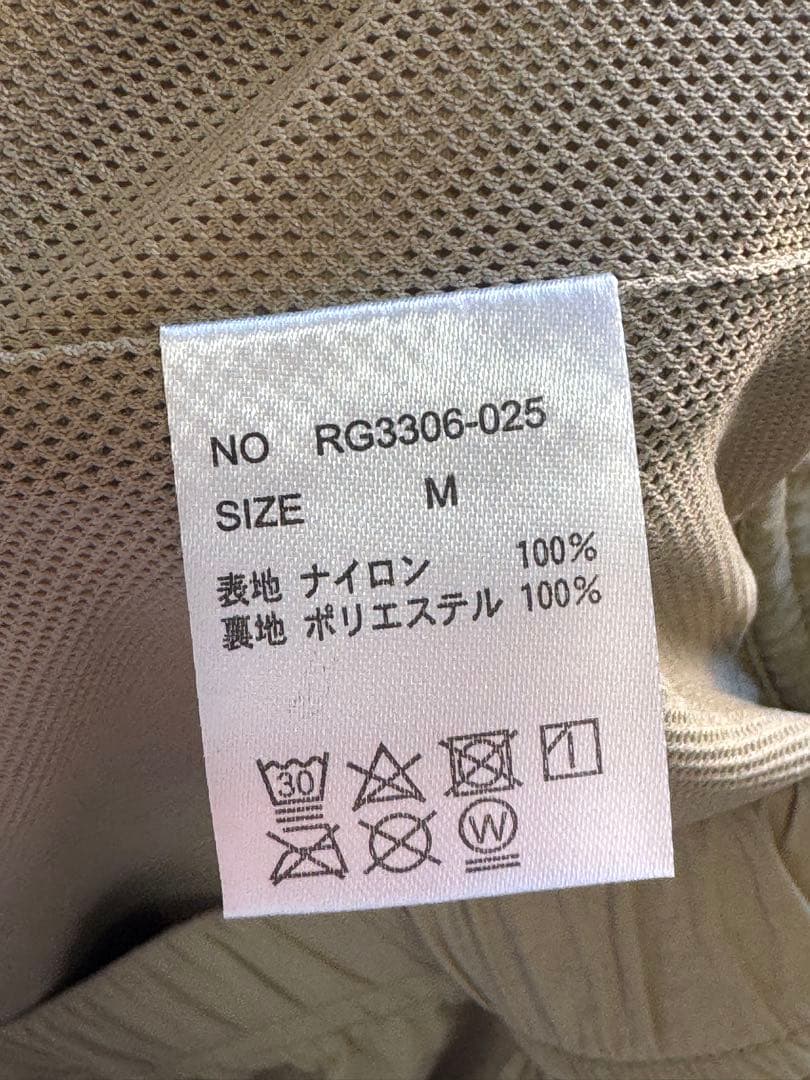 NO RG3306-025
SIZE M
表地 ナイロン 100%
裏地 ポリエステル 100%
30
W